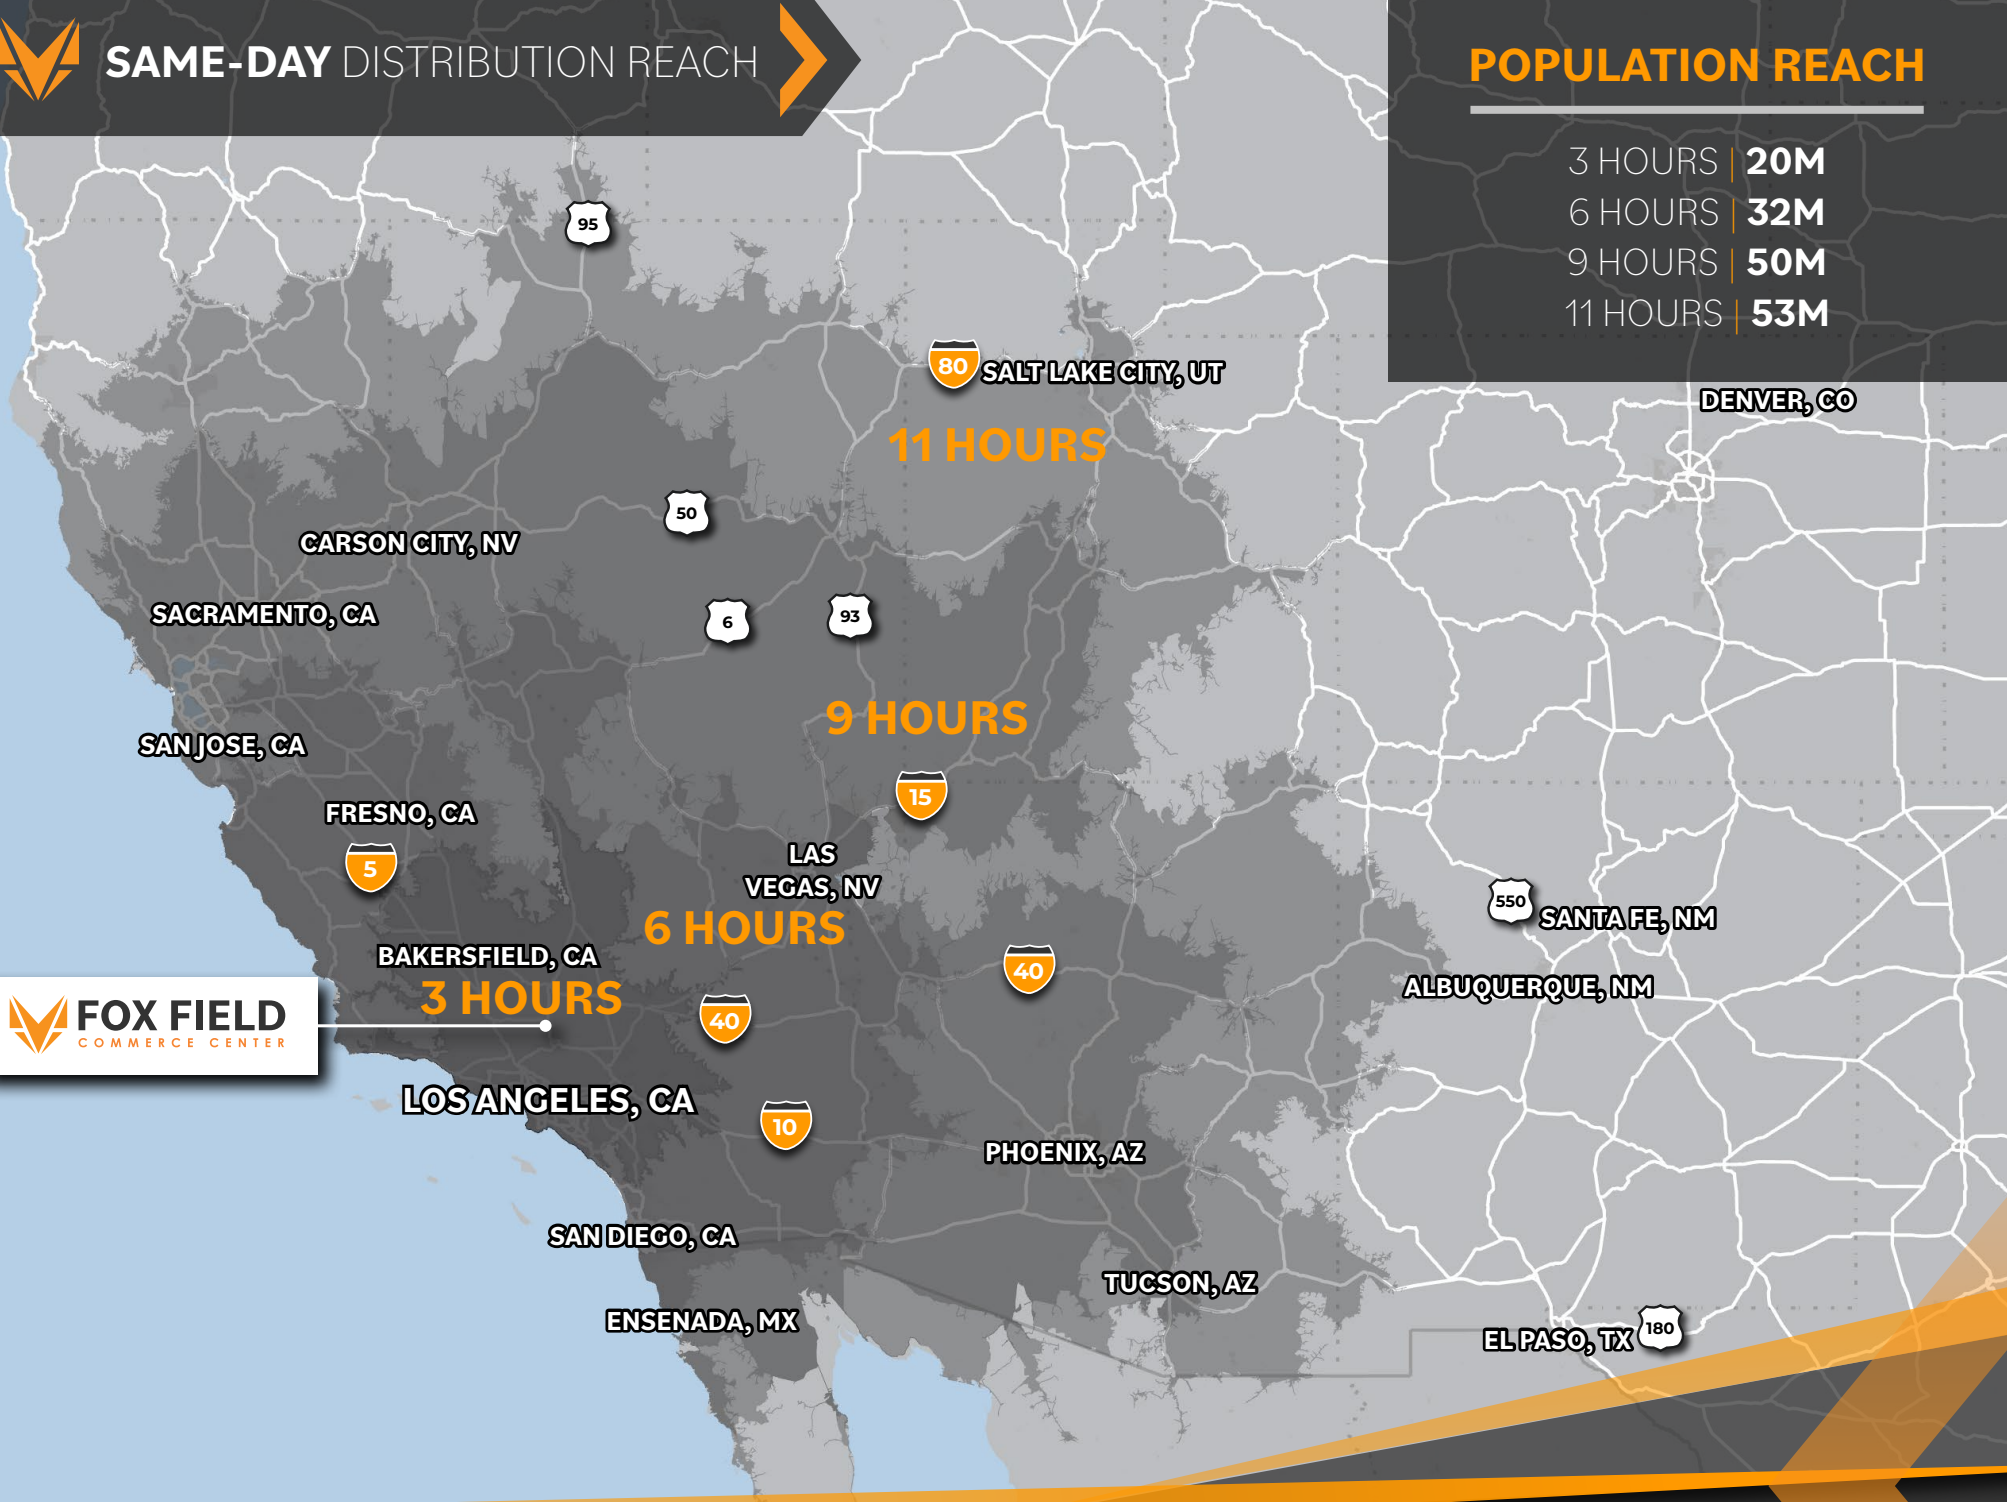 SAME-DAY DISTRIBUTION REACH
POPULATION REACH
3 HOURS | 20M
6 HOURS | 32M
9 HOURS | 50M
11 HOURS | 53M
95
80
SALT LAKE CITY, UT
DENVER, CO
11 HOURS
50
CARSON CITY, NV
6
93
SACRAMENTO, CA
9 HOURS
SAN JOSE, CA
15
FRESNO, CA
5
LAS
VEGAS, NV
550
SANTA FE, NM
6 HOURS
BAKERSFIELD, CA
40
ALBUQUERQUE, NM
3 HOURS
40
FOX FIELD
COMMERCE CENTER
LOS ANGELES, CA
10
PHOENIX, AZ
SAN DIEGO, CA
TUCSON, AZ
ENSENADA, MX
EL PASO, TX
180